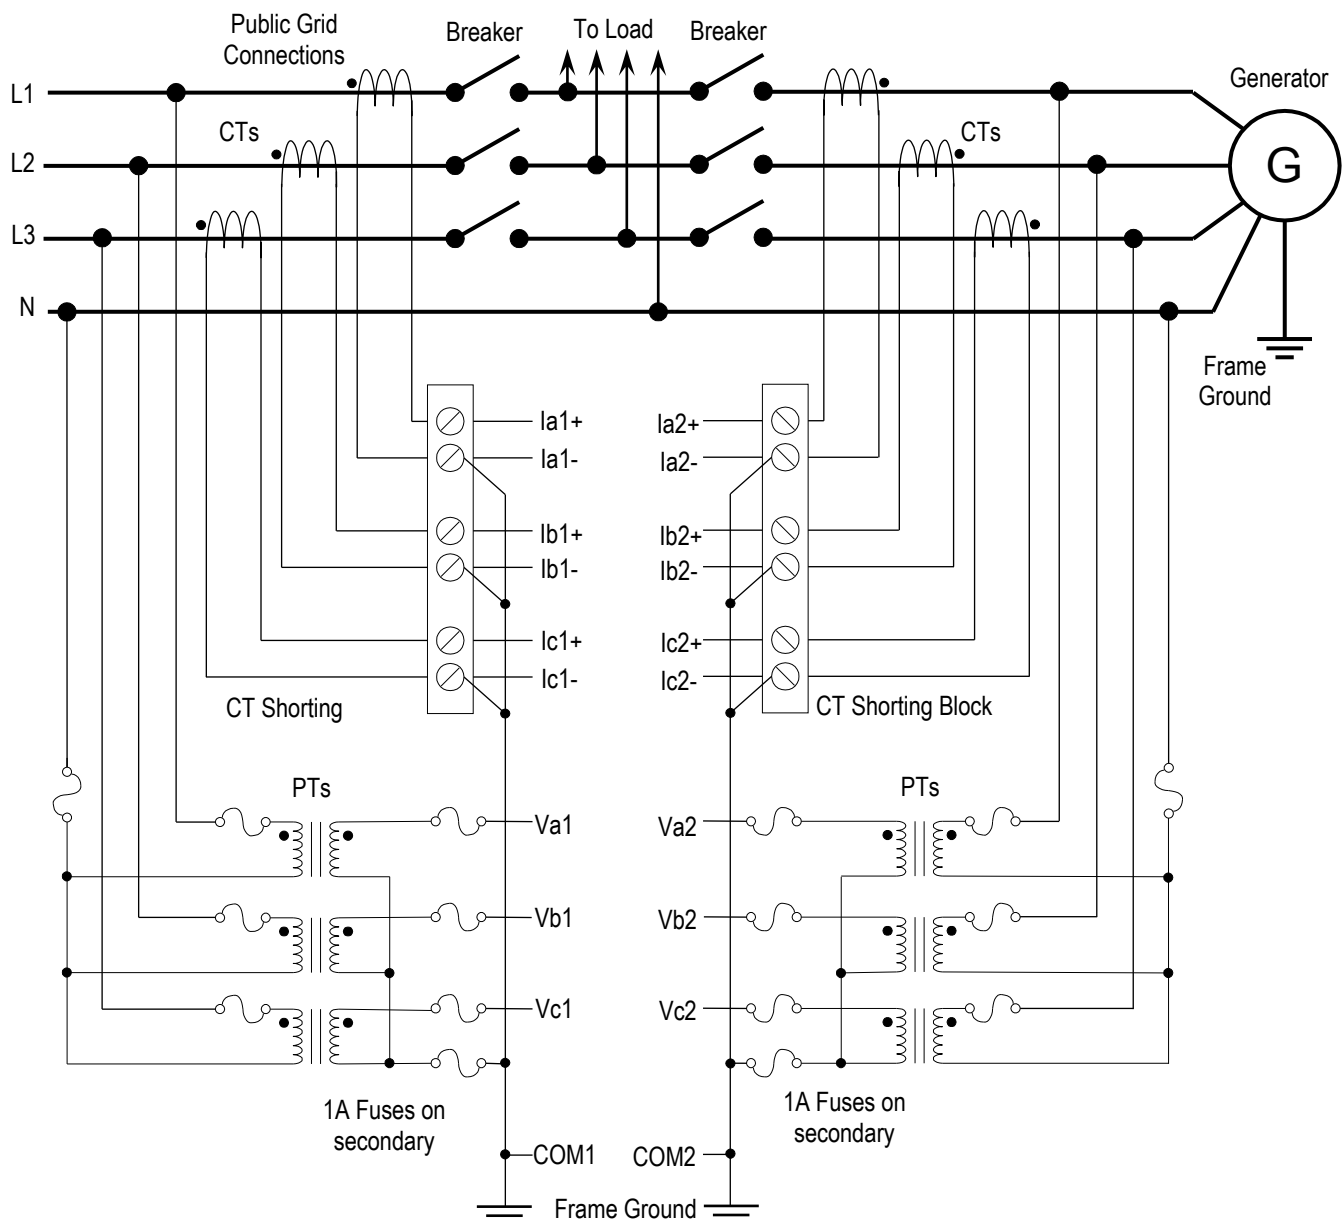 Public Grid
Connections
Breaker
To Load
Breaker
Generator
L1
CTs
CTs
L2
G
L3
N
Frame
Ground
Ia1+
Ia2+
Ia1-
Ia2-
Ib1+
Ib2+
Ib1-
Ib2-
Ic1+
Ic2+
Ic1-
Ic2-
CT Shorting
CT Shorting Block
PTs
PTs
Va1
Va2
Vb1
Vb2
Vc1
Vc2
1A Fuses on
secondary
1A Fuses on
secondary
COM1
COM2
Frame Ground